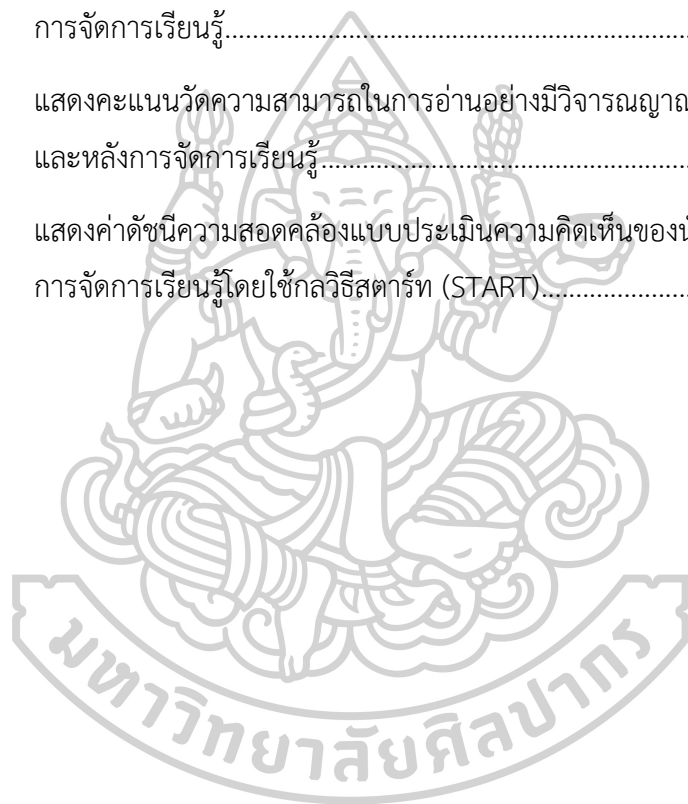 การจัดการเรียนรู้
แสดงคะแนนวัดความสามารถในการอ่านอย่างมีวิจารณญาณ
และหลังการจัดการเรียนรู้
แสดงค่าดัชนีความสอดคล้องแบบประเมินความคิดเห็นของ
การจัดการเรียนรู้โดยใช้กลวิธีสตาร์ท (START)
มหาวิทยาลัยศิลปากร